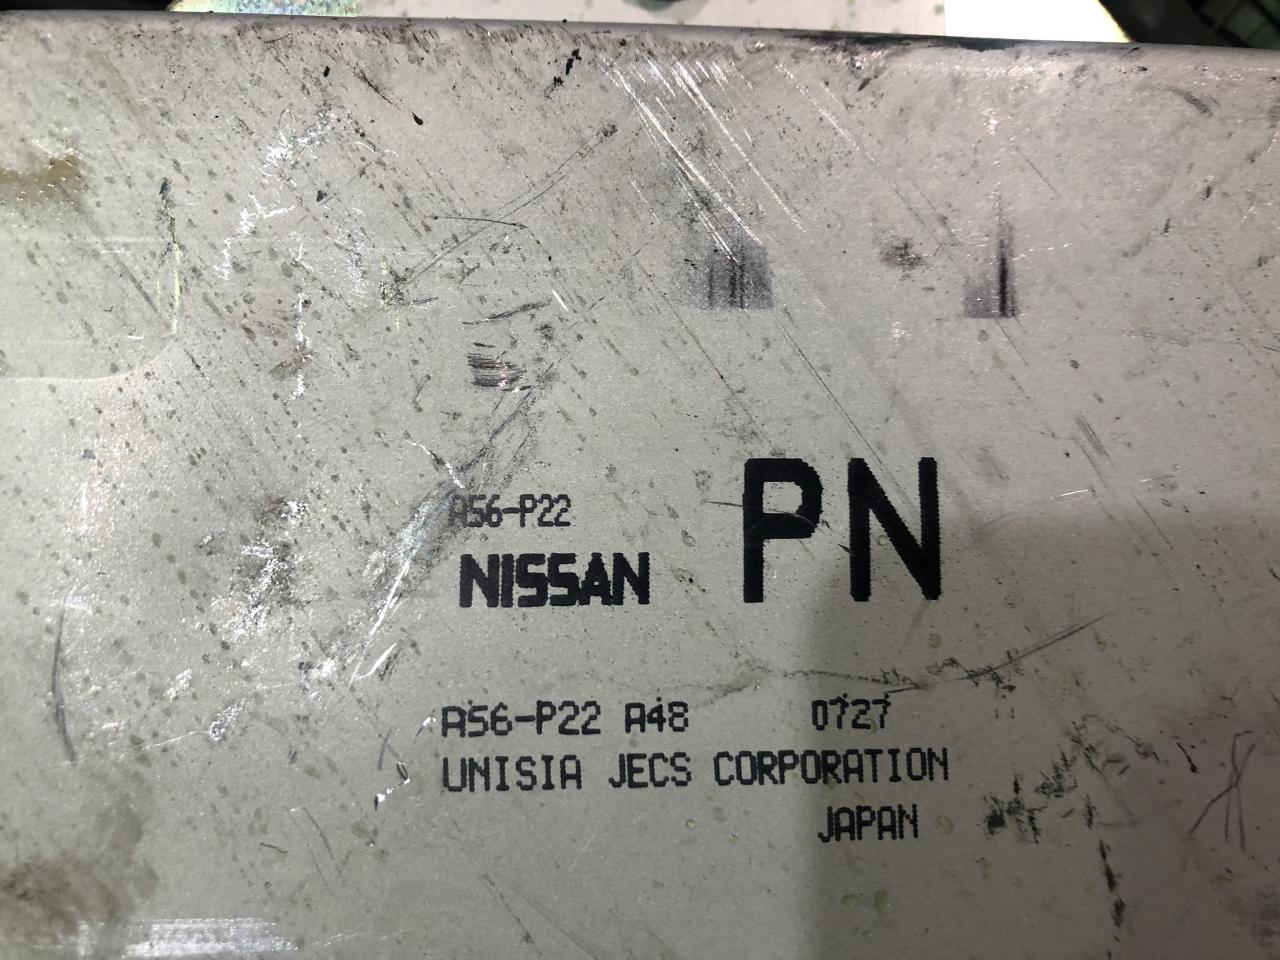 A56-P22
NISSAN PN
A56-P22 A48 0727
UNISIA JECS CORPORATION
JAPAN